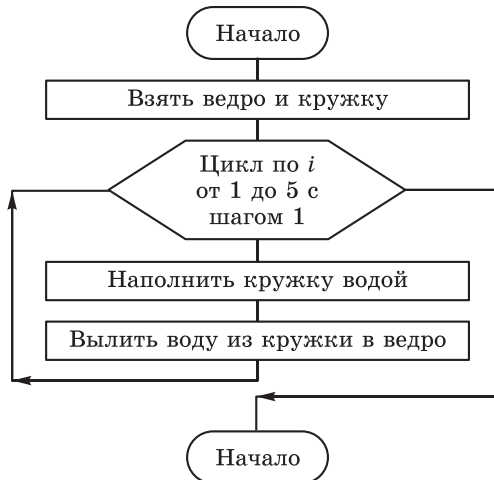 Начало
Взять ведро и кружку
Цикл по i
от 1 до 5 с
шагом 1
Наполнить кружку водой
Вылить воду из кружки в ведро
Начало